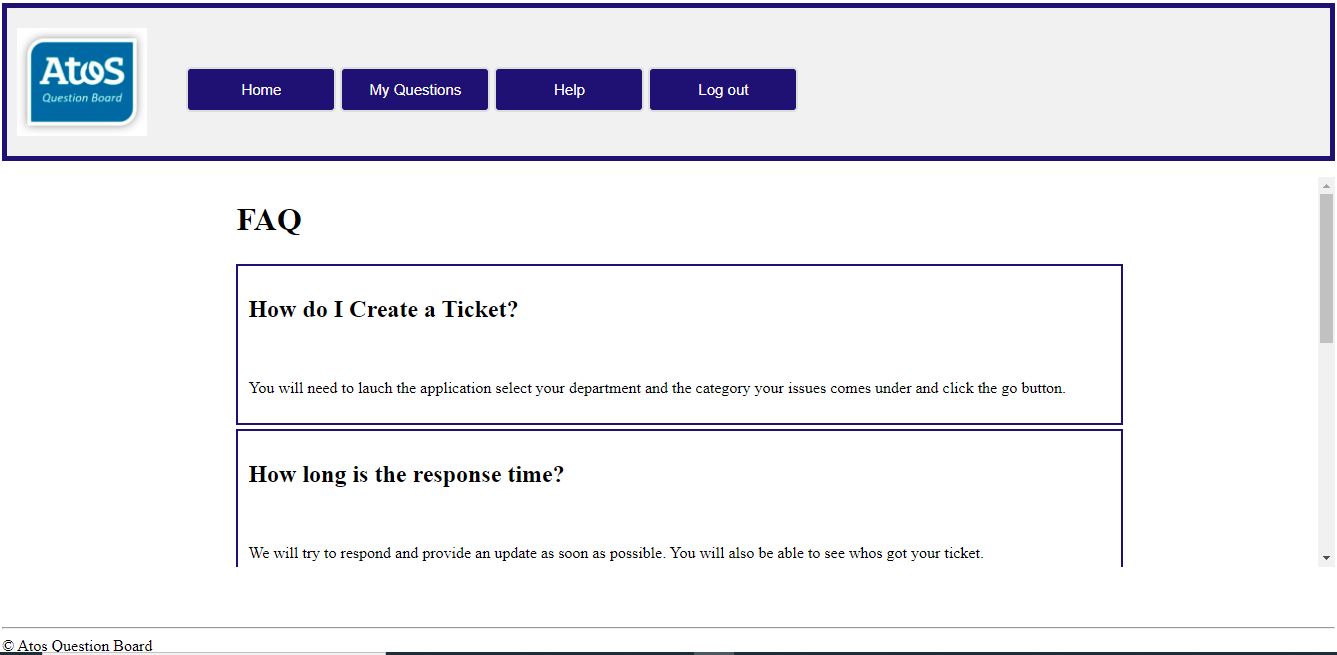 Atos
Question Board
Home My Questions Help Log out
FAQ
How do I Create a Ticket?
You will need to lauch the application select your department and the category your issues comes under and click the go button.
How long is the response time?
We will try to respond and provide an update as soon as possible. You will also be able to see whos got your ticket.
© Atos Question Board